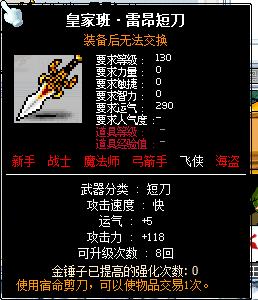 皇家班·雷昂短刀
装备后无法交换
要求等级: 130
要求力量: 0
要求敏捷: 0
要求智力: 0
要求运气: 290
要求人气度: -
道具等级: -
道具经验值: -
新手 战士 魔法师 弓箭手 飞侠 海盗
武器分类: 短刀
攻击速度: 快
运气: +5
攻击力: +118
可升级次数: 8回
金锤子已提高的强化次数: 0
使用宿命剪刀,可以使物品交易1次。